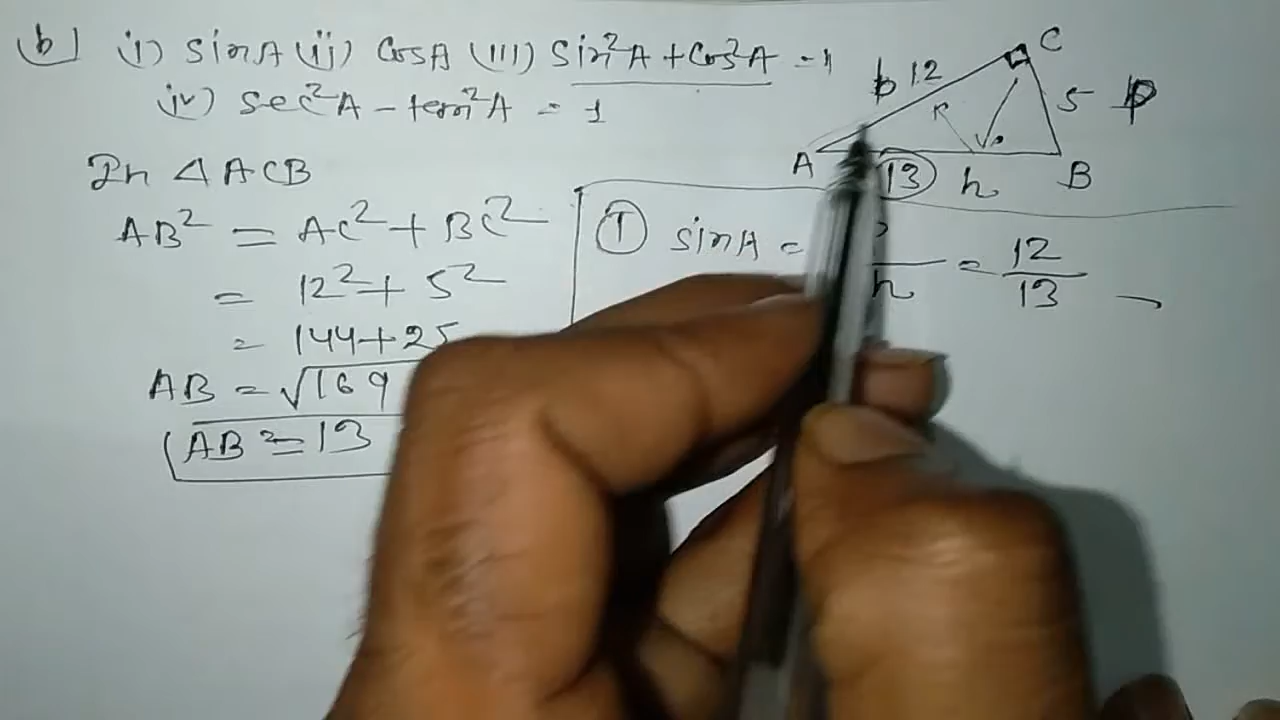 b) (i) sinA (ii) CosA (III) Sin²A + Cos²A = 1
iv) sec²A - tan²A = 1
C
b 12
5 p
A
13 h
B
In △ ACB
AB² = AC² + BC²
= 12² + 5²
= 144 + 25
AB = √169
AB = 13
① sinA =
h = 12/13